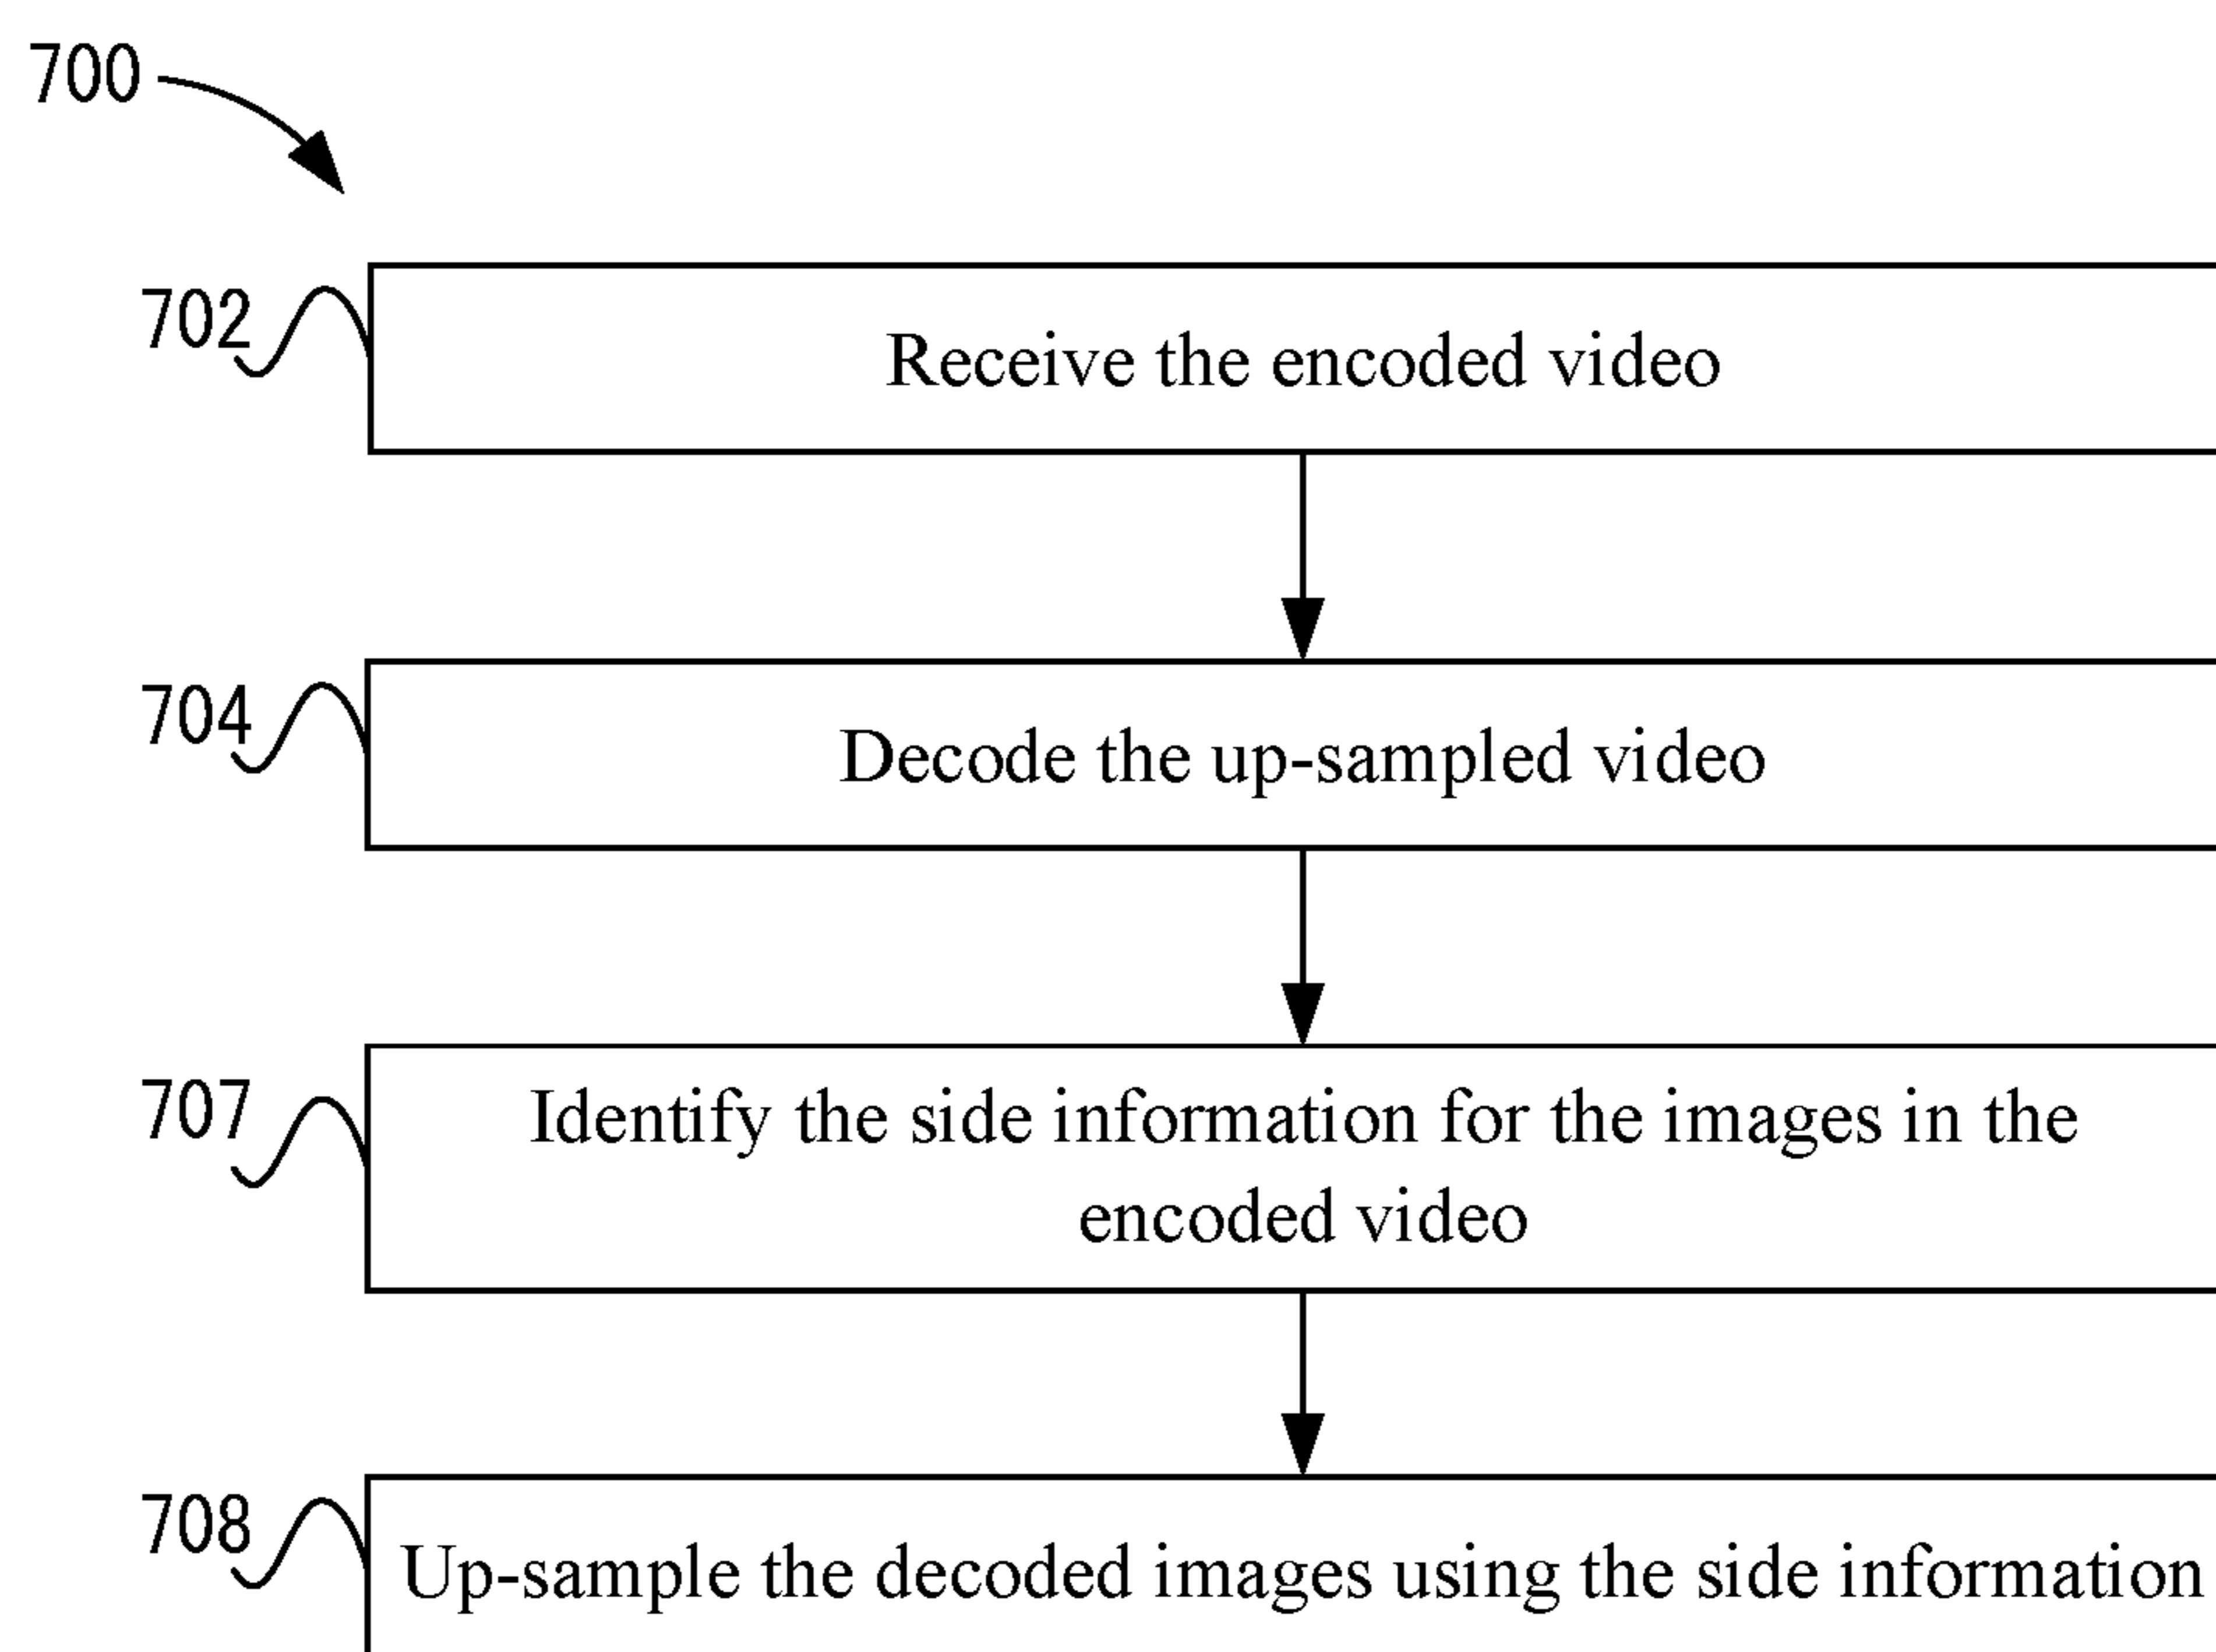 700
702
Receive the encoded video
704
Decode the up-sampled video
707
Identify the side information for the images in the
encoded video
708
Up-sample the decoded images using the side information